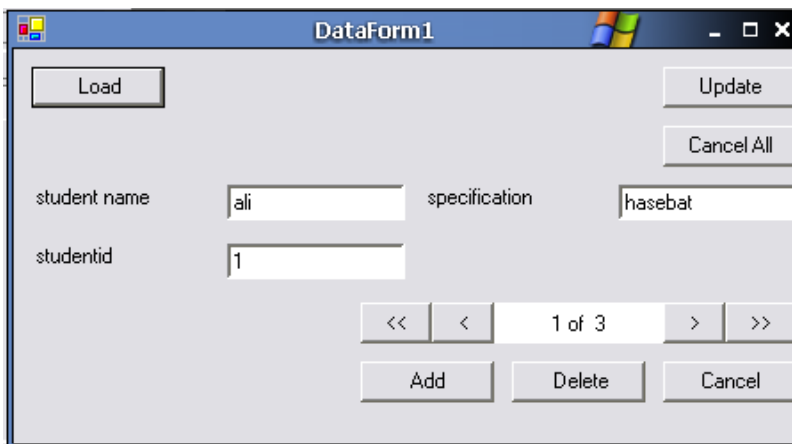 DataForm1
Load
Update
Cancel All
student name
ali
specification
hasebat
studentid
1
<< < 1 of 3 > >>
Add Delete Cancel